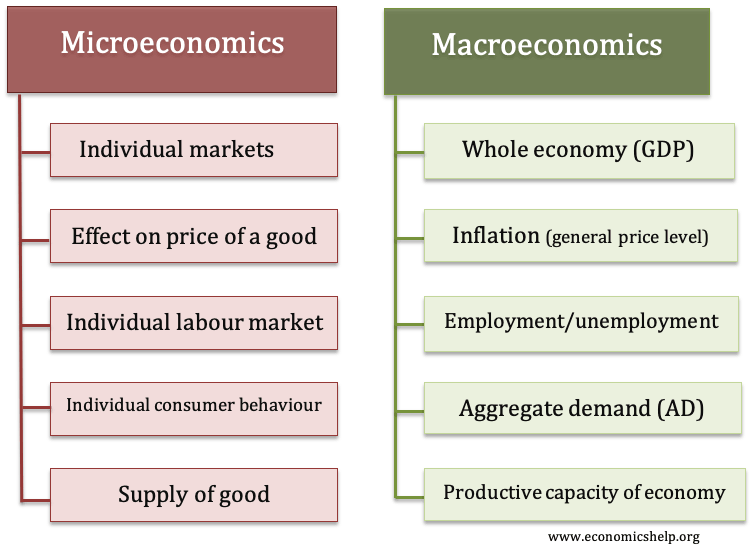 Microeconomics
Individual markets
Effect on price of a good
Individual labour market
Individual consumer behaviour
Supply of good
Macroeconomics
Whole economy (GDP)
Inflation (general price level)
Employment/unemployment
Aggregate demand (AD)
Productive capacity of economy
www.economicshelp.org